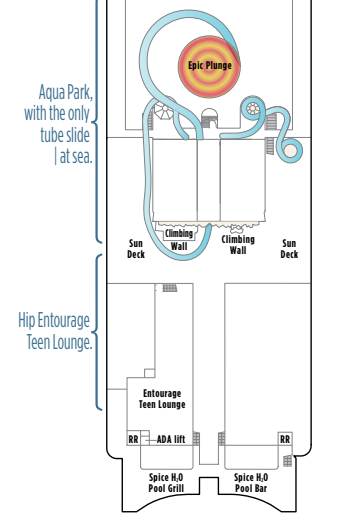 Epic Plunge
Aqua Park,
with the only
tube slide
| at sea.
Climbing
Wall
Climbing
Wall
Sun
Deck
Sun
Deck
Hip Entourage
Teen Lounge.
Entourage
Teen Lounge
RR
ADA lift
RR
Spice H₂O
Pool Grill
Spice H₂O
Pool Bar